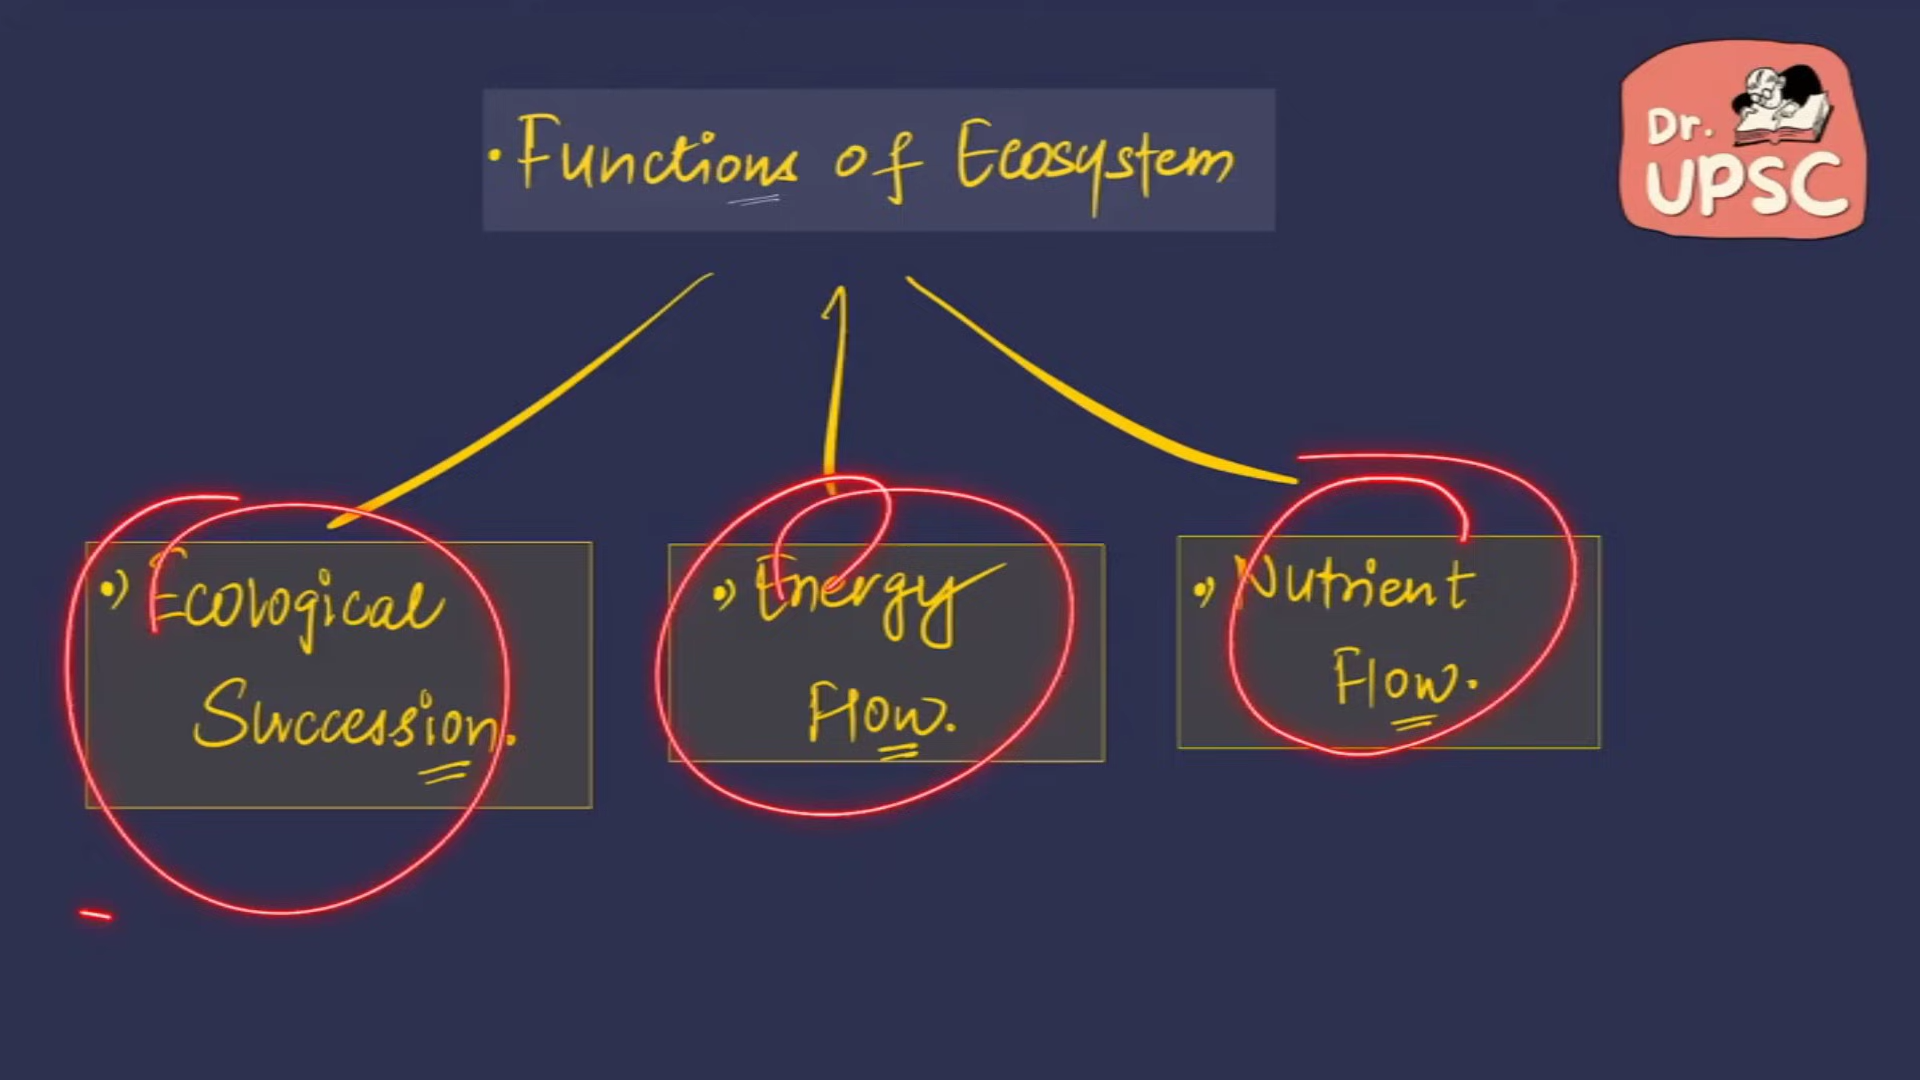 • Functions of Ecosystem
Dr.
UPSC
•) Ecological
Succession.
•) Energy
Flow.
•) Nutrient
Flow.